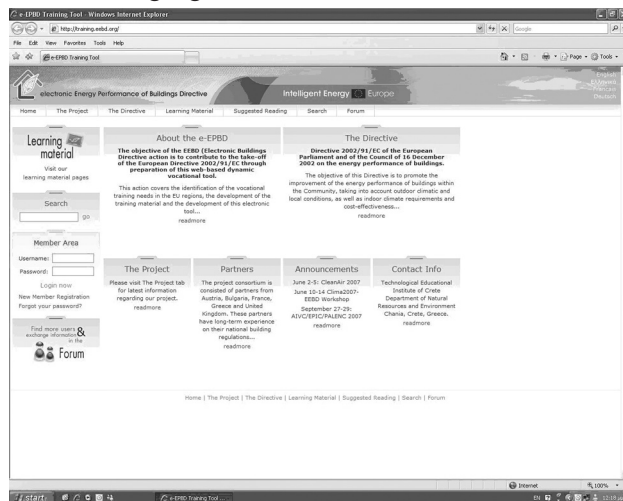 e-EPBD Training Tool - Windows Internet Explorer
http://training.eebd.org/
Google
File Edit View Favorites Tools Help
e-EPBD Training Tool
Page Tools
electronic Energy Performance of Buildings Directive
Intelligent Energy Europe
English
Ελληνικά
Français
Deutsch
Home The Project The Directive Learning Material Suggested Reading Search Forum
Learning
material
Visit our
learning material pages
Search
go
Member Area
Username:
Password:
Login now
New Member Registration
Forgot your password?
Find more users &
exchange information
in the
Forum
About the e-EPBD
The objective of the EEBD (Electronic Buildings
Directive action is to contribute to the take-off
of the European Directive 2002/91/EC through
preparation of this web-based dynamic
vocational tool.
This action covers the identification of the vocational
training needs in the EU regions, the development of the
training material and the development of this electronic
tool...
readmore
The Directive
Directive 2002/91/EC of the European
Parliament and of the Council of 16 December
2002 on the energy performance of buildings.
The objective of this Directive is to promote the
improvement of the energy performance of buildings within
the Community, taking into account outdoor climatic and
local conditions, as well as indoor climate requirements and
cost-effectiveness...
readmore
The Project
Please visit The Project tab
for latest information
regarding our project.
readmore
Partners
The project consortium is
consisted of partners from
Austria, Bulgaria, France,
Greece and United
Kingdom. These partners
have long-term experience
on their national building
regulations...
readmore
Announcements
June 2-5: CleanAir 2007
June 10-14 Clima2007-
EEBD Workshop
September 27-29:
AIVC/EPIC/PALENC 2007
readmore
Contact Info
Technological Educational
Institute of Crete
Department of Natural
Resources and Environment
Chania, Crete, Greece.
readmore
Home | The Project | The Directive | Learning Material | Suggested Reading | Search | Forum
Internet 100%
start
e-EPBD Training Tool ...
EN